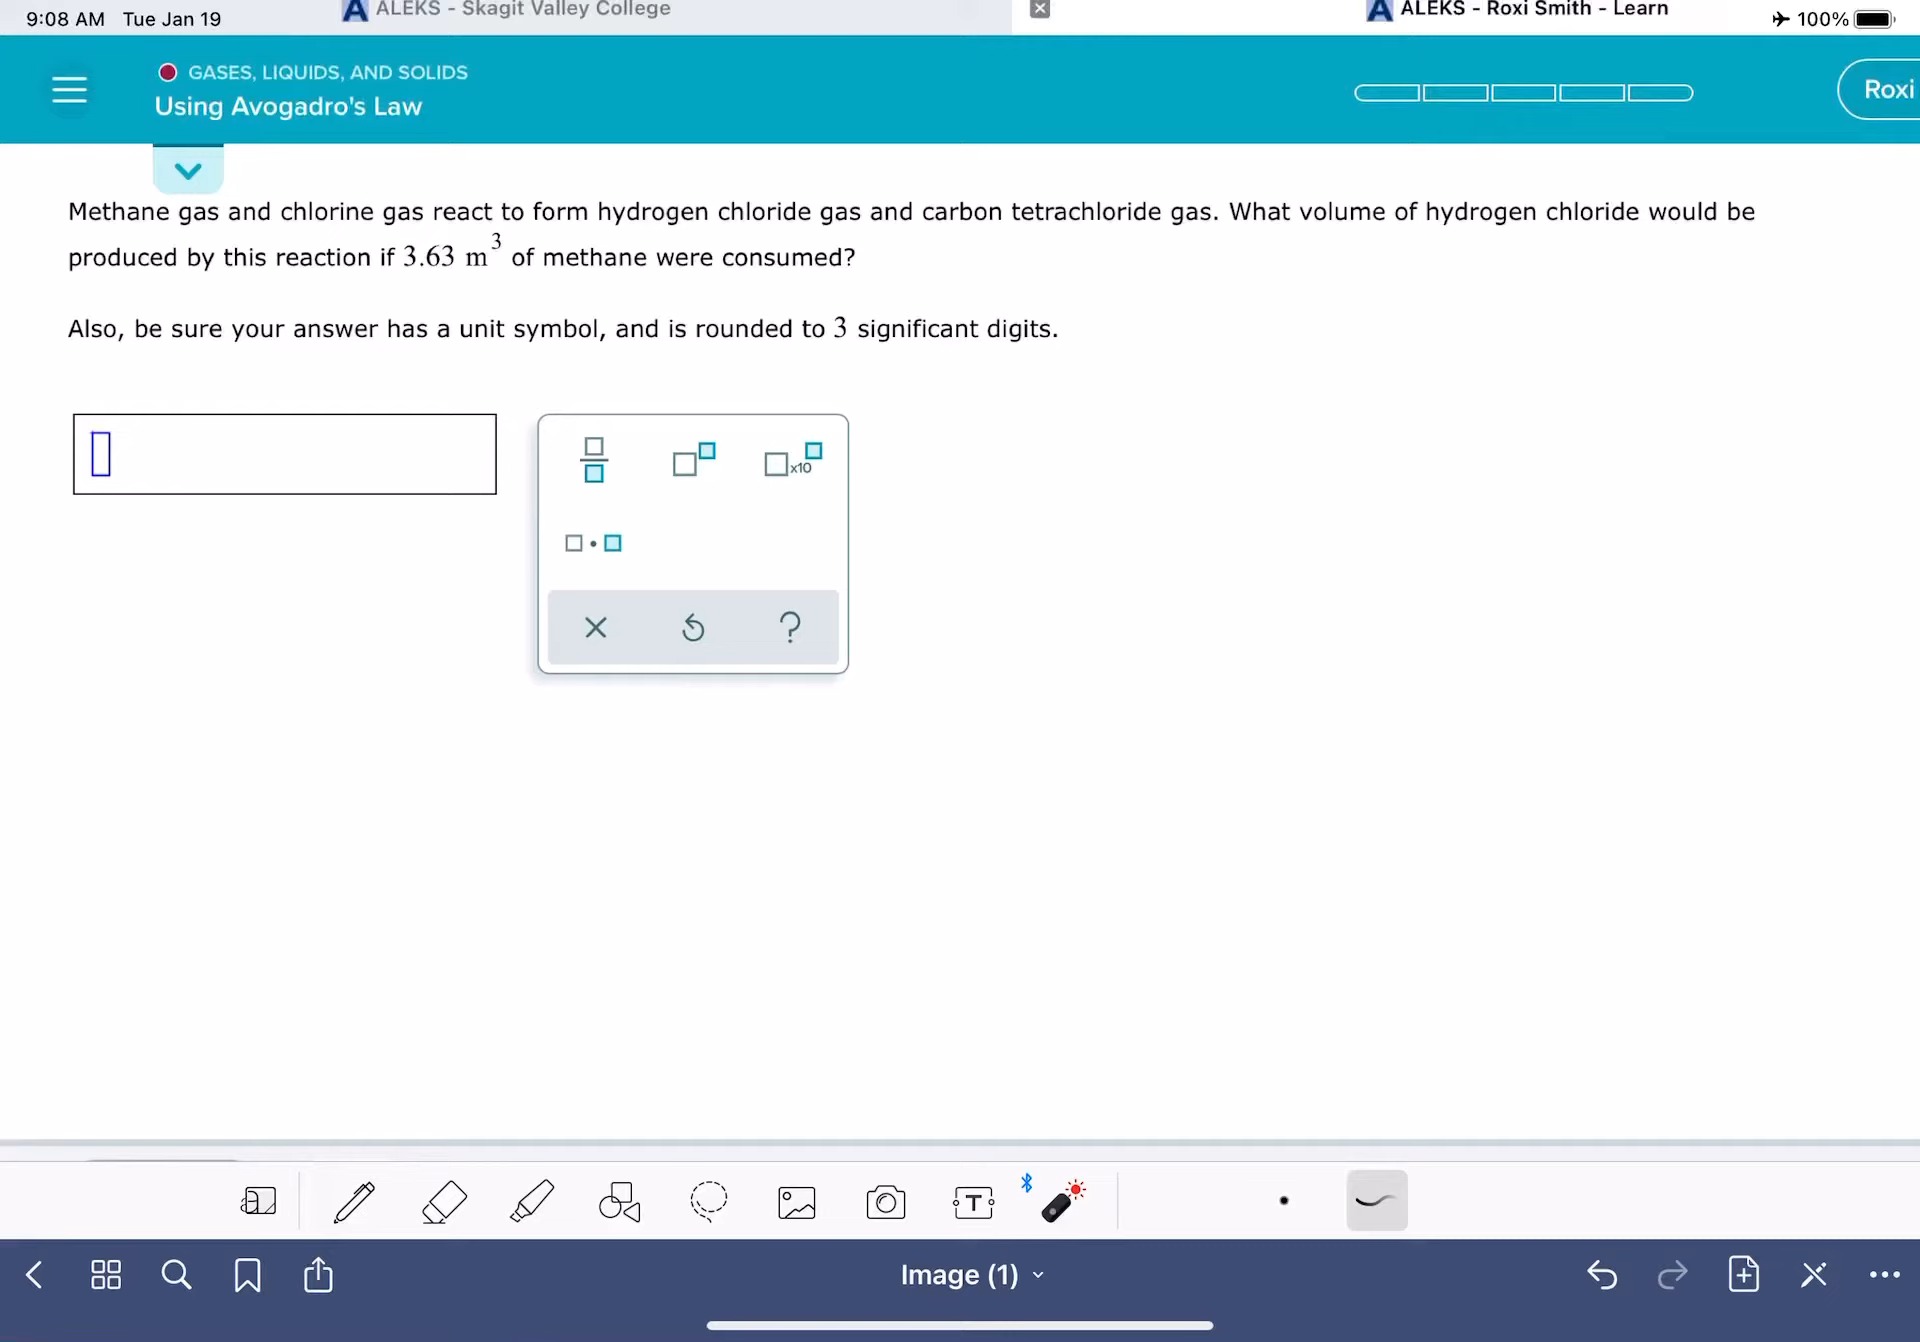 9:08 AM Tue Jan 19
ALEKS - Skagit Valley College
ALEKS - Roxi Smith - Learn
100%
GASES, LIQUIDS, AND SOLIDS
Using Avogadro's Law
Roxi
Methane gas and chlorine gas react to form hydrogen chloride gas and carbon tetrachloride gas. What volume of hydrogen chloride would be
produced by this reaction if 3.63 m³ of methane were consumed?
Also, be sure your answer has a unit symbol, and is rounded to 3 significant digits.
x10
?
Image (1)